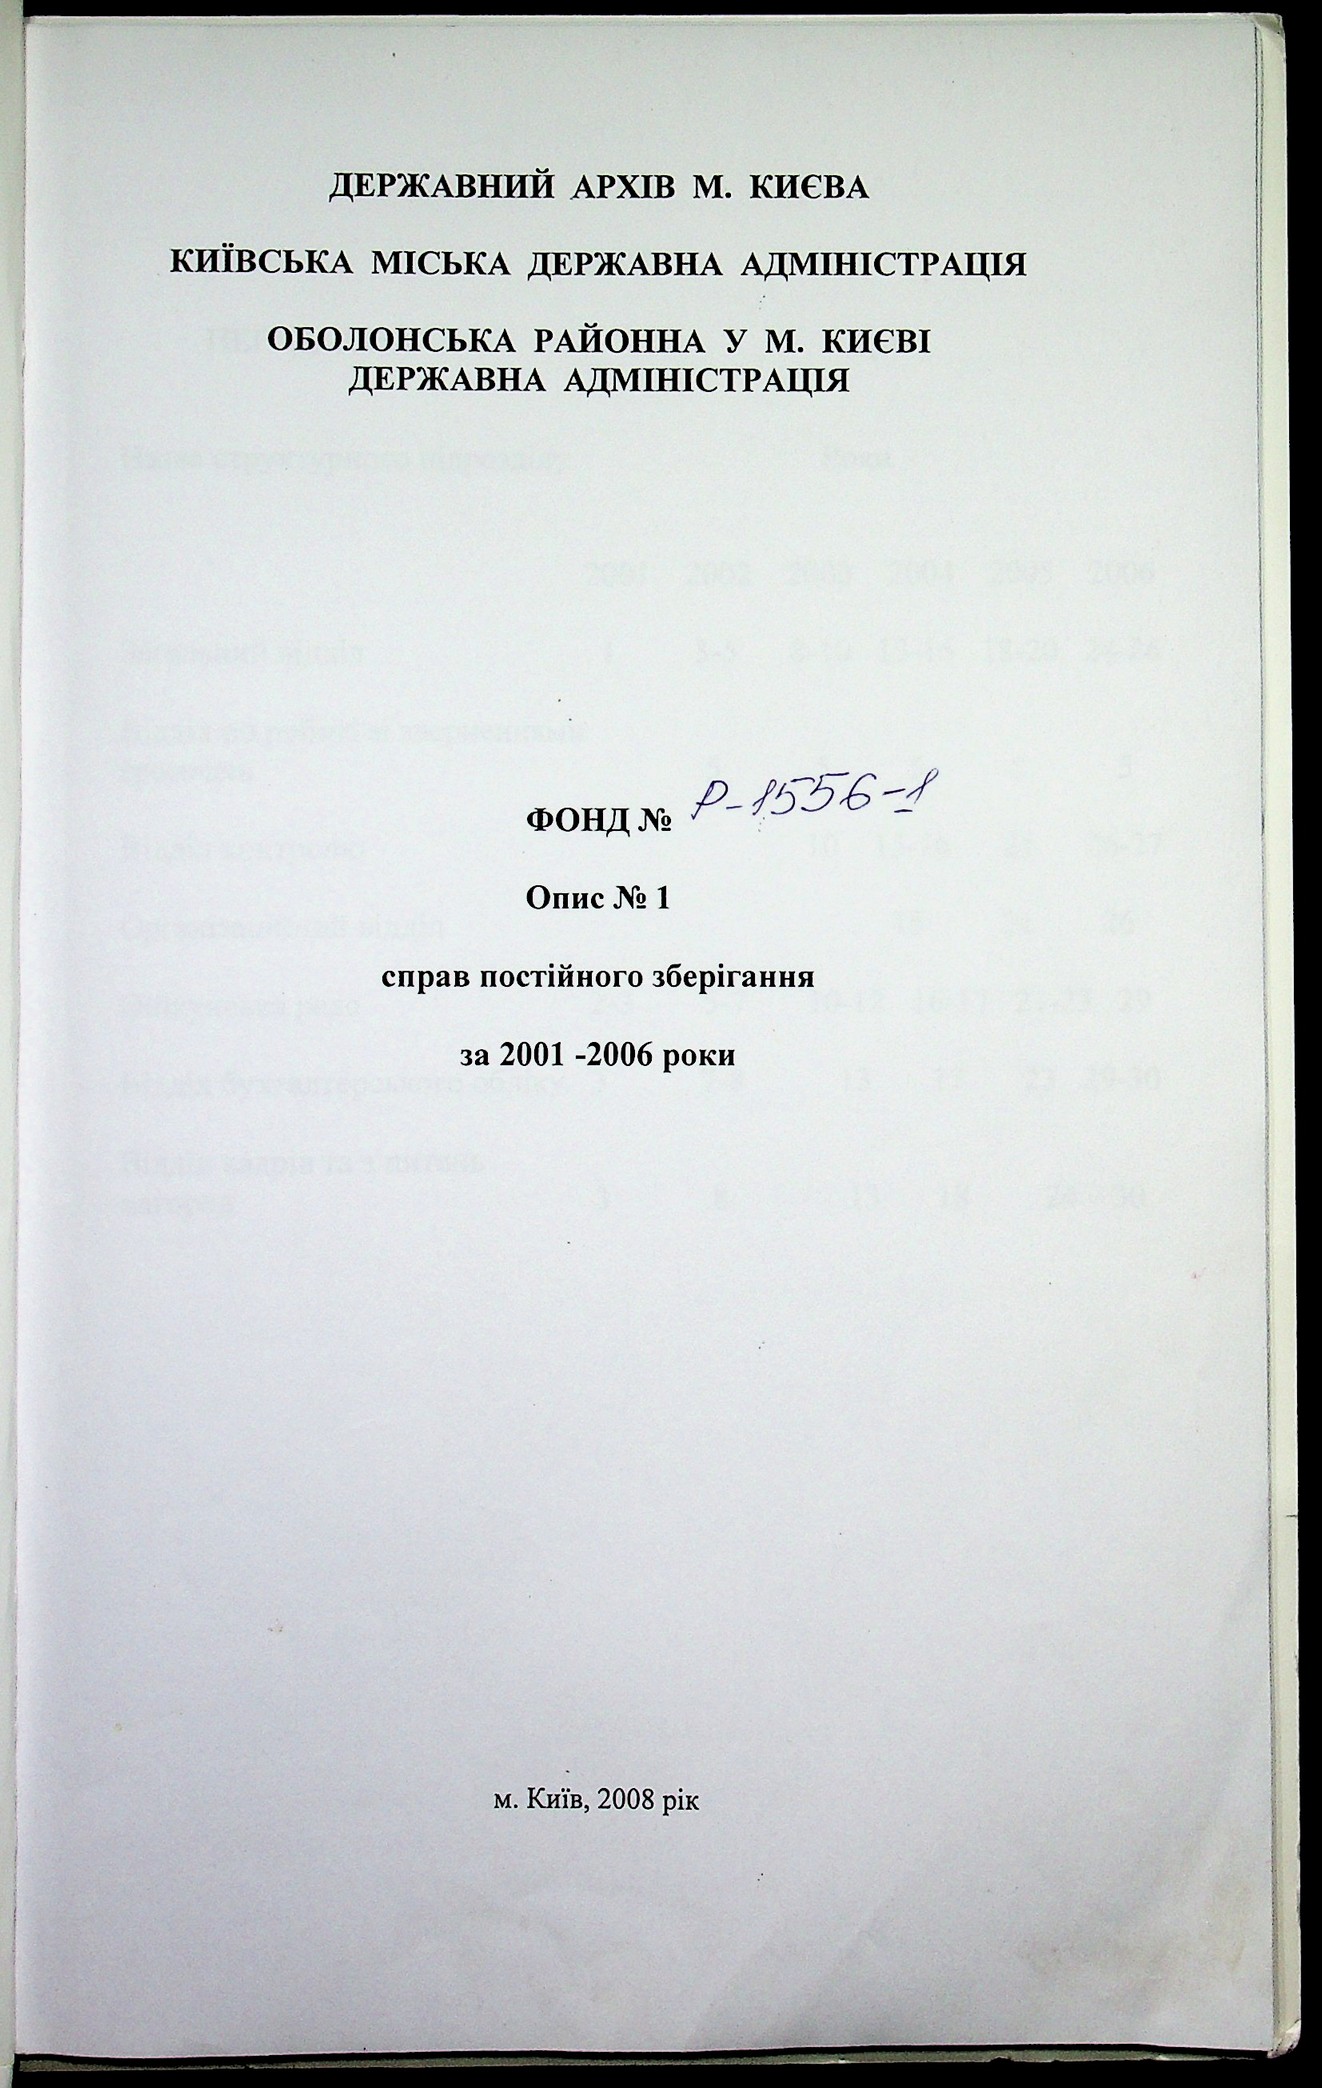 ДЕРЖАВНИЙ АРХІВ М. КИЄВА
КИЇВСЬКА МІСЬКА ДЕРЖАВНА АДМІНІСТРАЦІЯ
ОБОЛОНСЬКА РАЙОННА У М. КИЄВІ
ДЕРЖАВНА АДМІНІСТРАЦІЯ
ФОНД № Р-1556-1
Опис № 1
справ постійного зберігання
за 2001 -2006 роки
м. Київ, 2008 рік